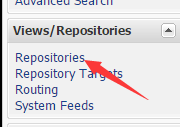 Advanced Search
Views/Repositories
Repositories
Repository Targets
Routing
System Feeds